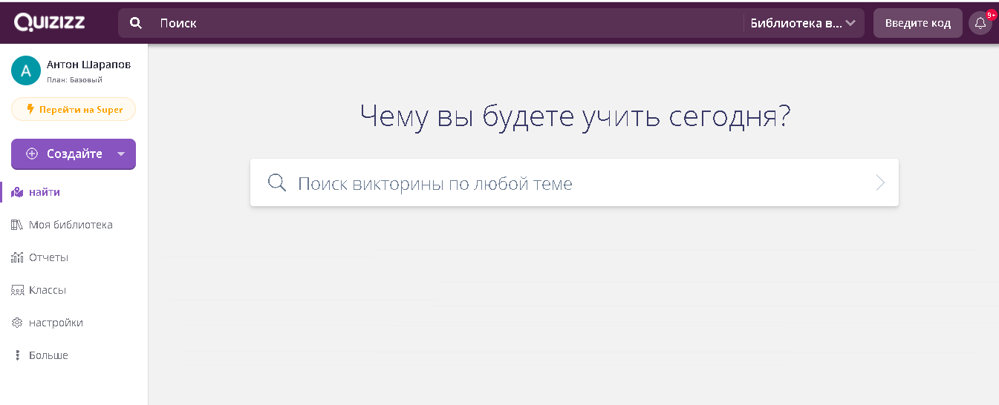 QUIZIZZ
Поиск
Библиотека в...
Введите код
9+
А
Антон Шарапов
План: Базовый
Перейти на Super
Создайте
найти
Моя библиотека
Отчеты
Классы
настройки
Больше
Чему вы будете учить сегодня?
Поиск викторины по любой теме